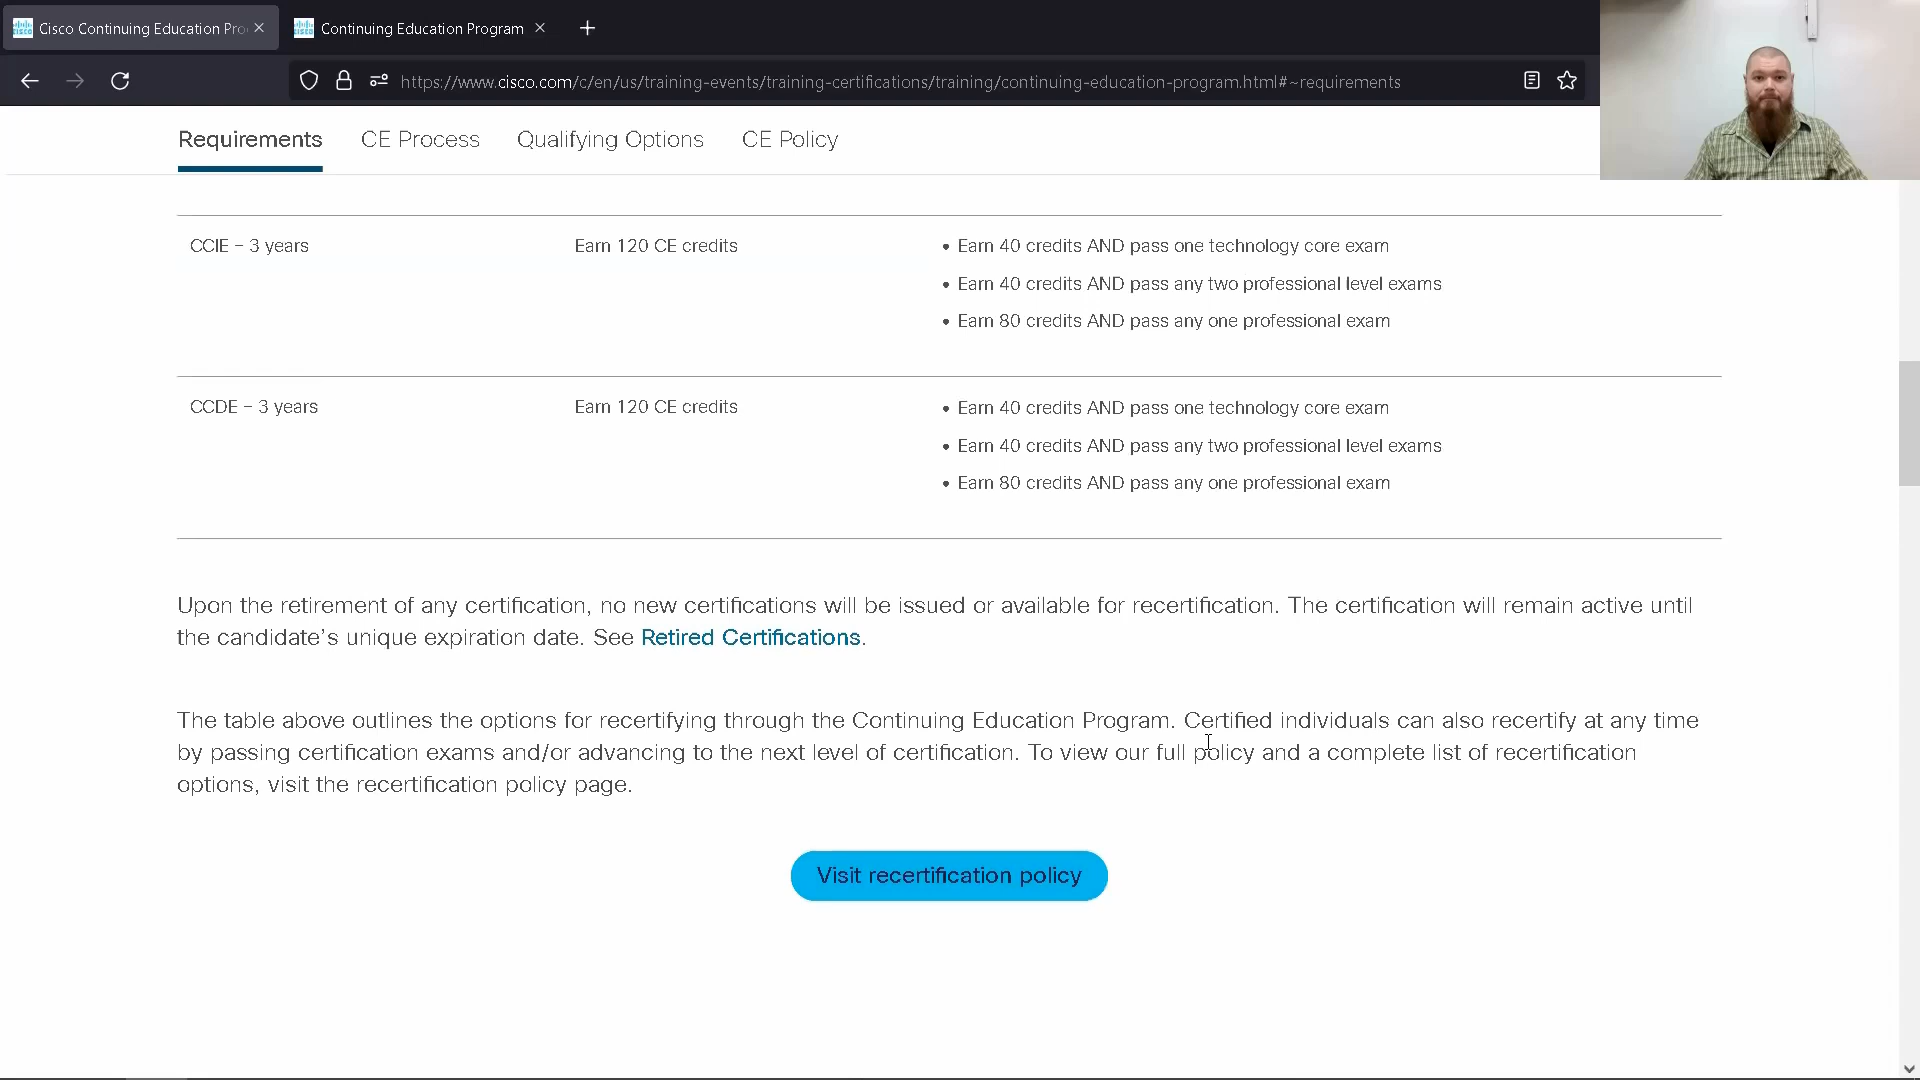 Cisco Continuing Education Pro
Continuing Education Program
https://www.cisco.com/c/en/us/training-events/training-certifications/training/continuing-education-program.html#~requirements
Requirements CE Process Qualifying Options CE Policy
CCIE – 3 years Earn 120 CE credits • Earn 40 credits AND pass one technology core exam
• Earn 40 credits AND pass any two professional level exams
• Earn 80 credits AND pass any one professional exam
CCDE – 3 years Earn 120 CE credits • Earn 40 credits AND pass one technology core exam
• Earn 40 credits AND pass any two professional level exams
• Earn 80 credits AND pass any one professional exam
Upon the retirement of any certification, no new certifications will be issued or available for recertification. The certification will remain active until
the candidate's unique expiration date. See Retired Certifications.
The table above outlines the options for recertifying through the Continuing Education Program. Certified individuals can also recertify at any time
by passing certification exams and/or advancing to the next level of certification. To view our full policy and a complete list of recertification
options, visit the recertification policy page.
Visit recertification policy